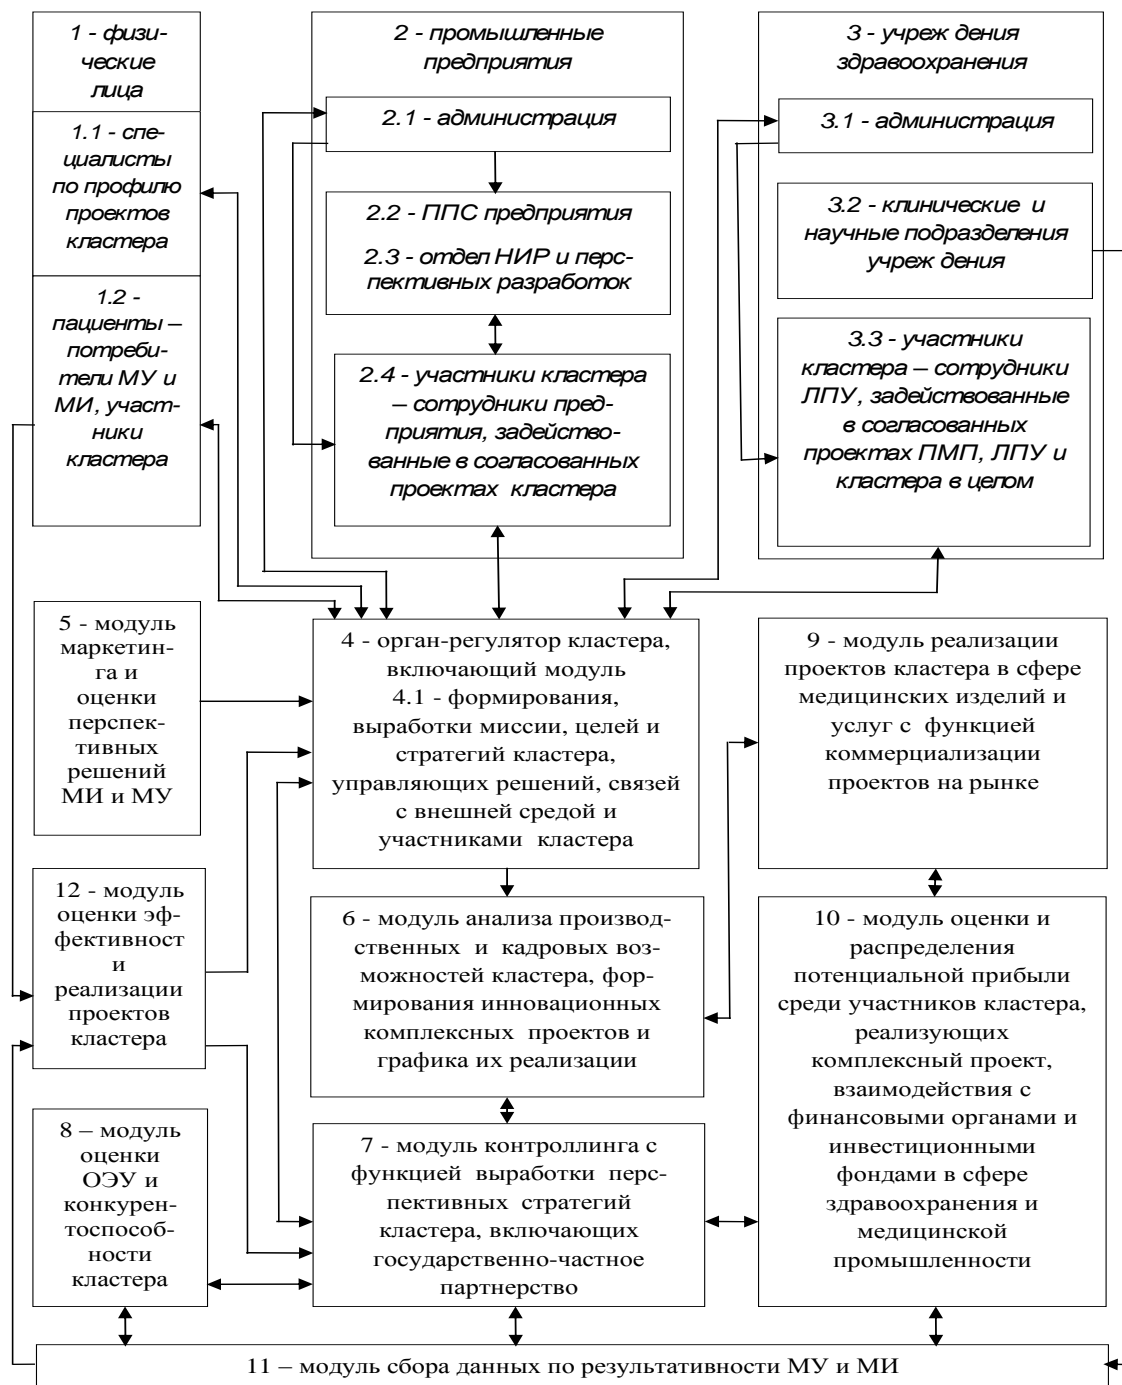 1 - физи-
ческие
лица
1.1 - спе-
циалисты
по профилю
проектов
кластера
1.2 -
пациенты –
потреби-
тели МУ и
МИ, участ-
ники
кластера
2 - промышленные
предприятия
2.1 - администрация
2.2 - ППС предприятия
2.3 - отдел НИР и перс-
пективных разработок
2.4 - участники кластера
– сотрудники пред-
приятия, задейство-
ванные в согласованных
проектах кластера
3 - учреж дения
здравоохранения
3.1 - администрация
3.2 - клинические и
научные подразделения
учреж дения
3.3 - участники
кластера – сотрудники
ЛПУ, задействованные
в согласованных
проектах ПМП, ЛПУ и
кластера в целом
5 - модуль
маркетин-
га и
оценки
перспек-
тивных
решений
МИ и МУ
4 - орган-регулятор кластера,
включающий модуль
4.1 - формирования,
выработки миссии, целей и
стратегий кластера,
управляющих решений, связей
с внешней средой и
участниками кластера
9 - модуль реализации
проектов кластера в сфере
медицинских изделий и
услуг с функцией
коммерциализации
проектов на рынке
12 - модуль
оценки эф-
фективност
и
реализации
проектов
кластера
6 - модуль анализа производ-
ственных и кадровых воз-
можностей кластера, фор-
мирования инновационных
комплексных проектов и
графика их реализации
10 - модуль оценки и
распределения
потенциальной прибыли
среди участников кластера,
реализующих
комплексный проект,
взаимодействия с
финансовыми органами и
инвестиционными
фондами в сфере
здравоохранения и
медицинской
промышленности
8 – модуль
оценки
ОЭУ и
конкурен-
тоспособ-
ности
кластера
7 - модуль контроллинга с
функцией выработки перс-
пективных стратегий
кластера, включающих
государственно-частное
партнерство
11 – модуль сбора данных по результативности МУ и МИ